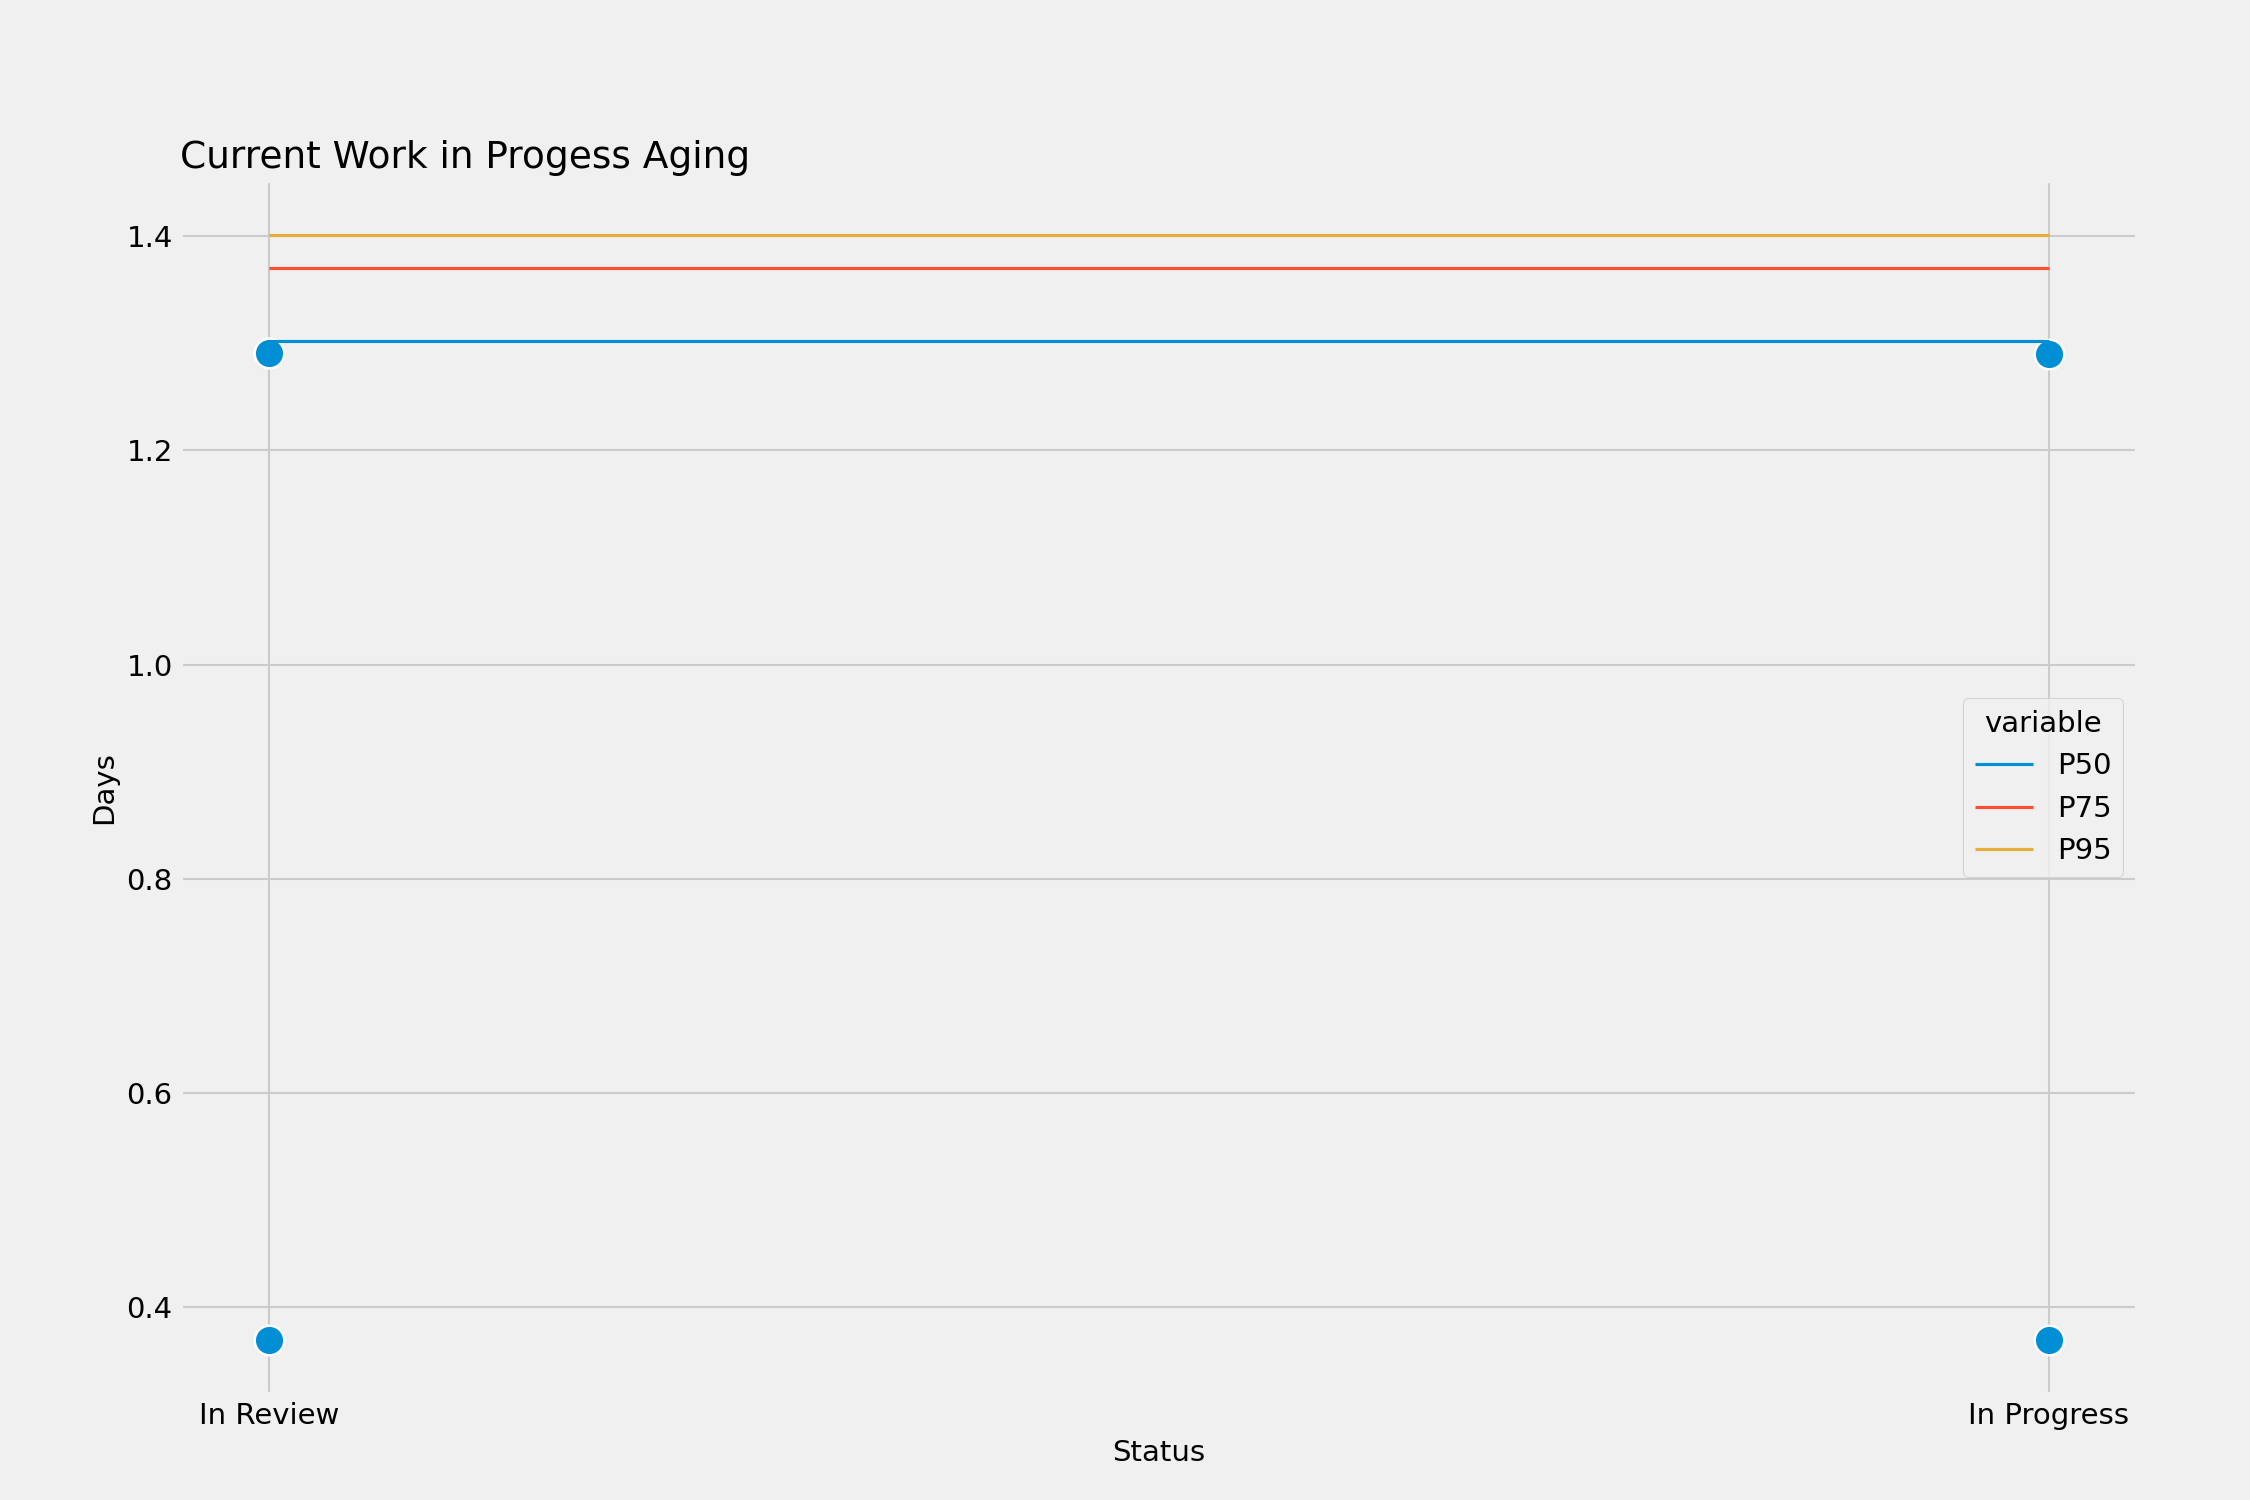 Current Work in Progess Aging
1.4
1.2
1.0
0.8
0.6
0.4
Days
variable
P50
P75
P95
In Review
In Progress
Status